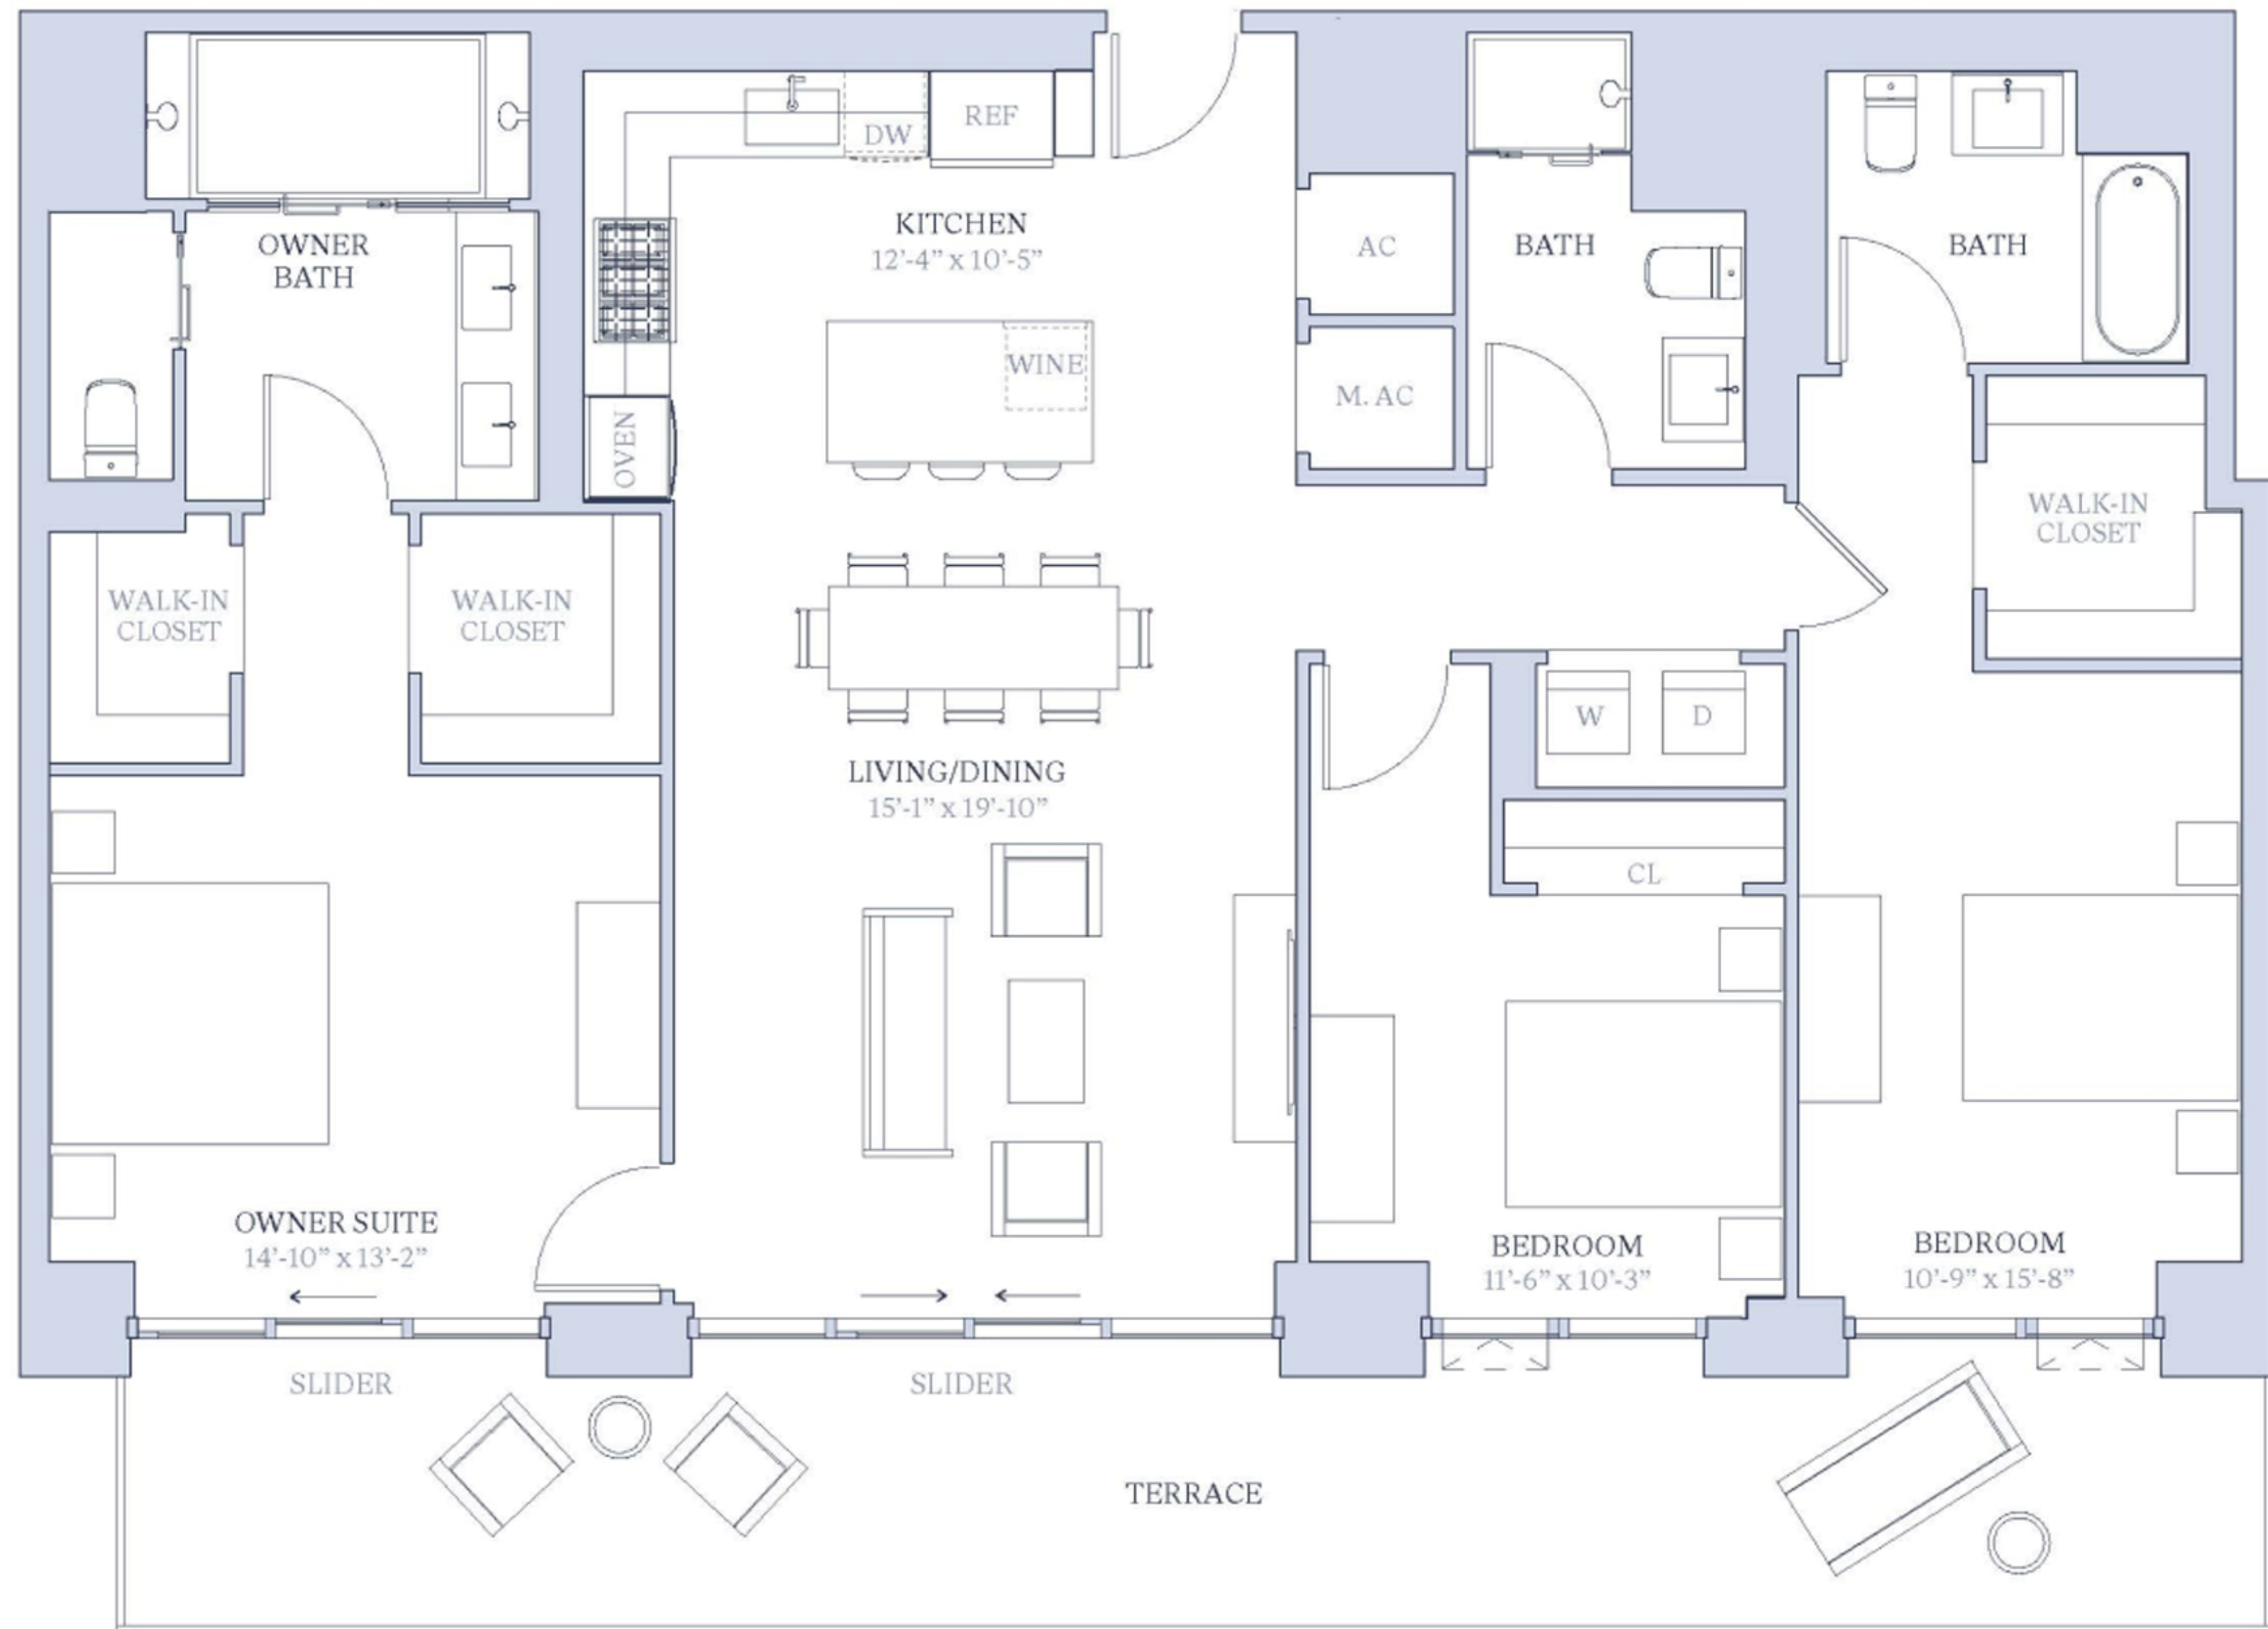 OWNER
BATH
KITCHEN
12’-4” x 10’-5”
DW
REF
WINE
OVEN
AC
M. AC
BATH
BATH
WALK-IN
CLOSET
WALK-IN
CLOSET
WALK-IN
CLOSET
LIVING/DINING
15’-1” x 19’-10”
W
D
CL
OWNER SUITE
14’-10” x 13’-2”
BEDROOM
11’-6” x 10’-3”
BEDROOM
10’-9” x 15’-8”
SLIDER
SLIDER
TERRACE